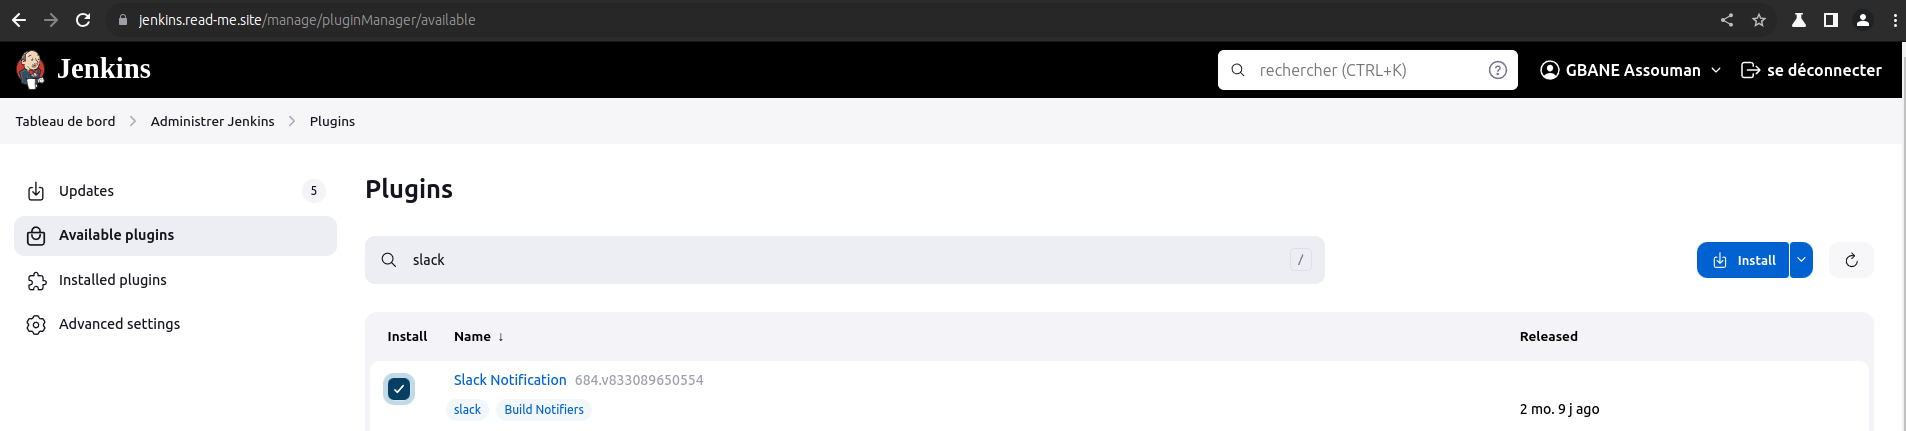 jenkins.read-me.site/manage/pluginManager/available
Jenkins
rechercher (CTRL+K)
GBANE Assouman
se déconnecter
Tableau de bord
Administrer Jenkins
Plugins
Updates
5
Available plugins
Installed plugins
Advanced settings
Plugins
slack
/
Install
Install
Name ↓
Released
Slack Notification 684.v833089650554
slack
Build Notifiers
2 mo. 9 j ago